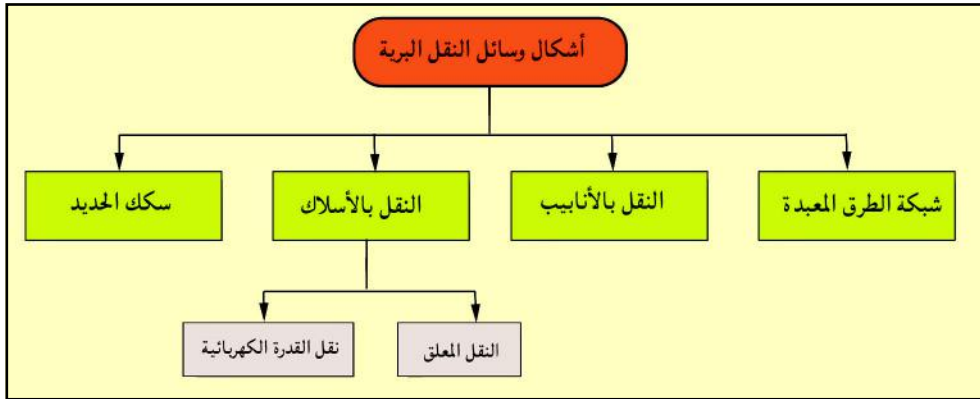 أشكال وسائل النقل البرية
شبكة الطرق المعبدة
النقل بالأنابيب
النقل بالأسلاك
سكك الحديد
النقل المعلق
نقل القدرة الكهربائية